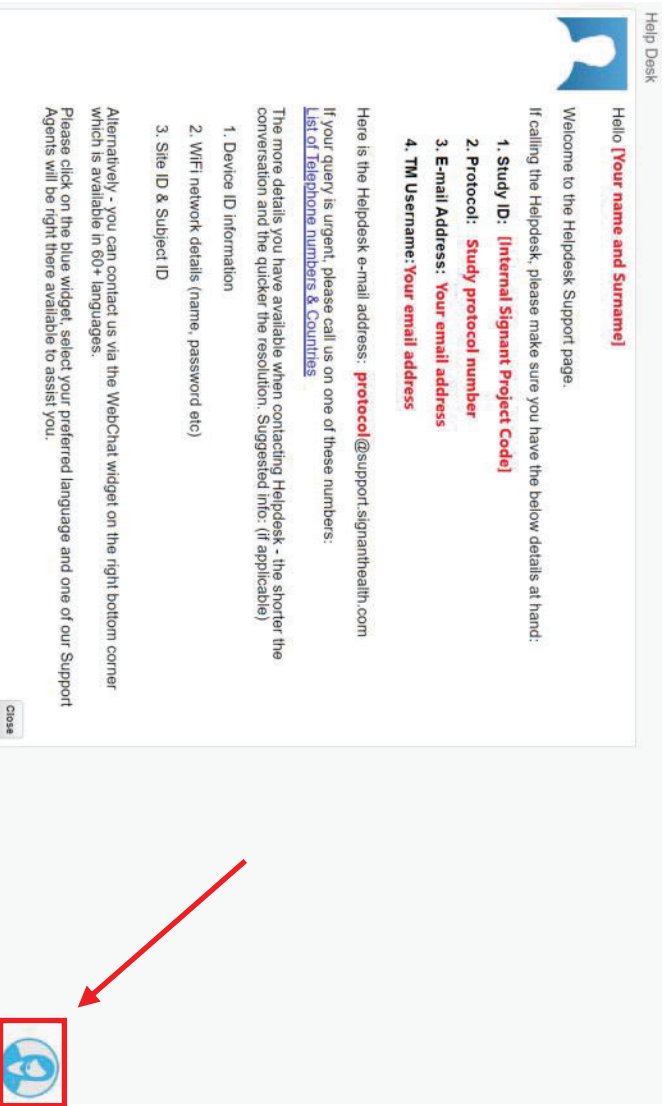 Help Desk
Hello [Your name and Surname]
Welcome to the Helpdesk Support page.
If calling the Helpdesk, please make sure you have the below details at hand:
1. Study ID: [Internal Signant Project Code]
2. Protocol: Study protocol number
3. E-mail Address: Your email address
4. TM Username: Your email address
Here is the Helpdesk e-mail address: protocol@support.signanthealth.com
If your query is urgent, please call us on one of these numbers:
List of Telephone numbers & Countries
The more details you have available when contacting Helpdesk - the shorter the
conversation and the quicker the resolution. Suggested info: (if applicable)
1. Device ID information
2. WiFi network details (name, password etc)
3. Site ID & Subject ID
Alternatively - you can contact us via the WebChat widget on the right bottom corner
which is available in 60+ languages.
Please click on the blue widget, select your preferred language and one of our Support
Agents will be right there available to assist you.
Close